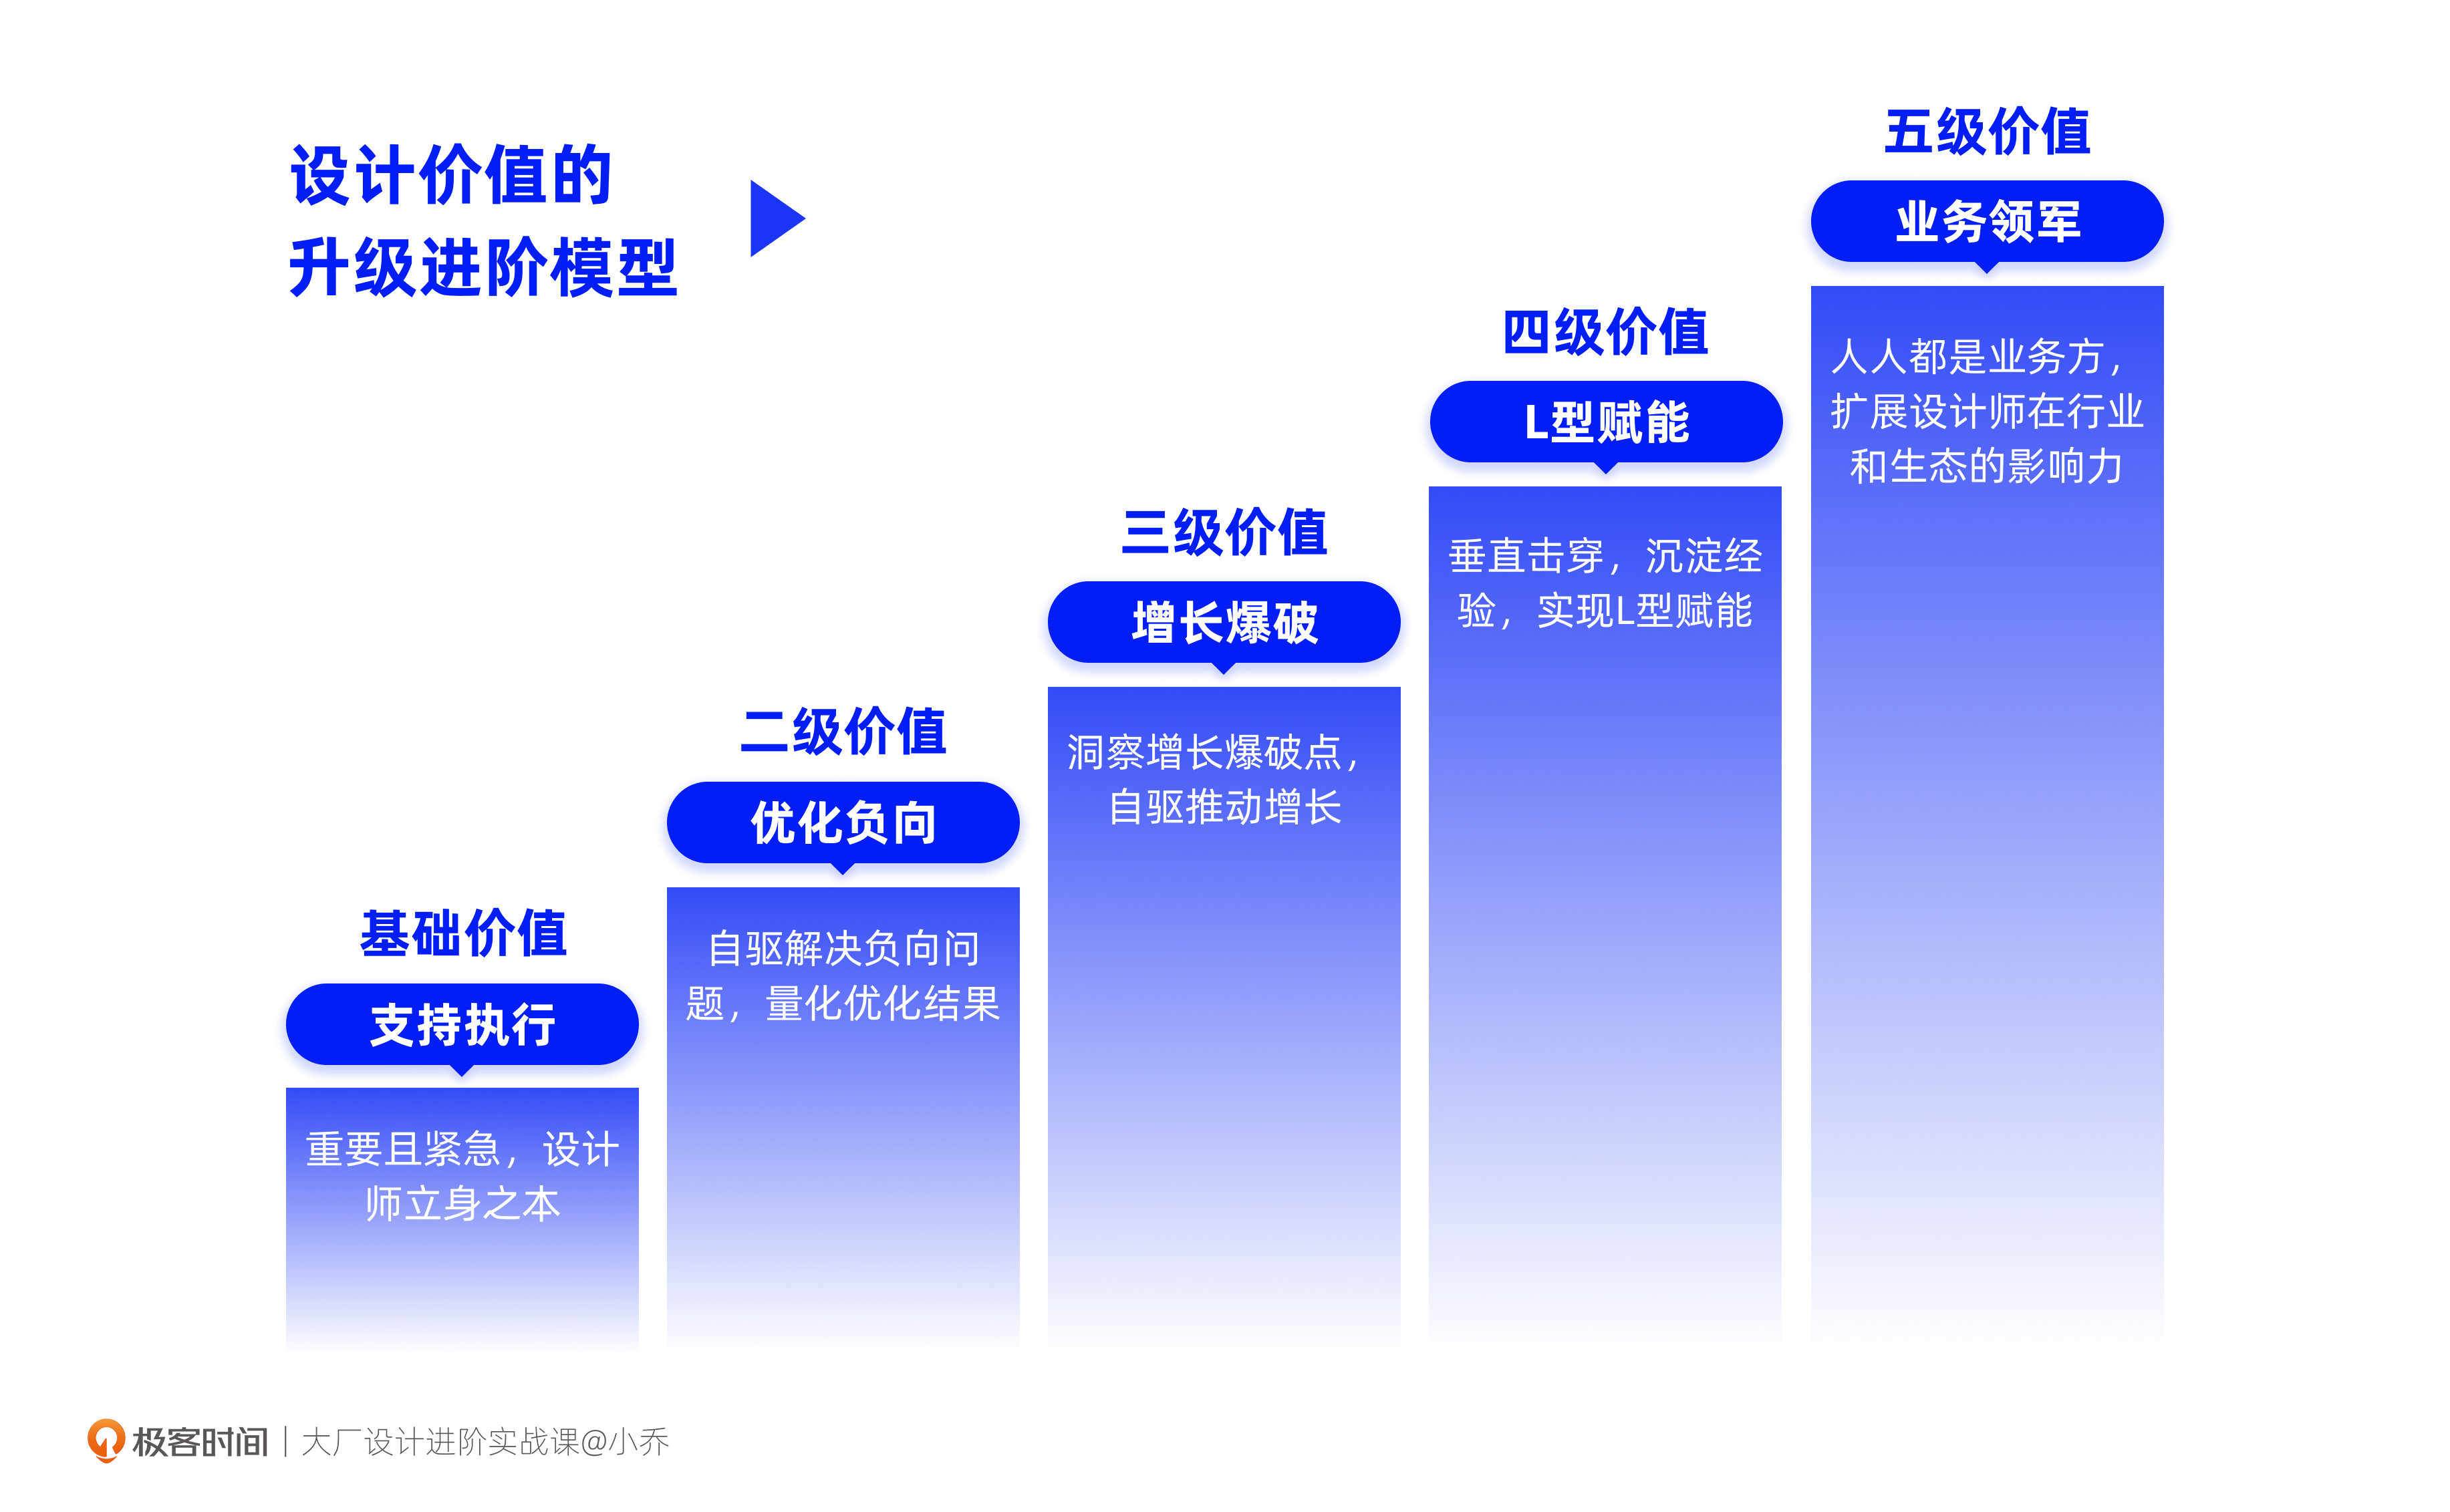 设计价值的
升级进阶模型
基础价值
支持执行
重要且紧急，设计
师立身之本
二级价值
优化负向
自驱解决负向问
题，量化优化结果
三级价值
增长爆破
洞察增长爆破点，
自驱推动增长
四级价值
L型赋能
垂直击穿，沉淀经
验，实现L型赋能
五级价值
业务领军
人人都是业务方，
扩展设计师在行业
和生态的影响力
极客时间｜大厂设计进阶实战课@小乔